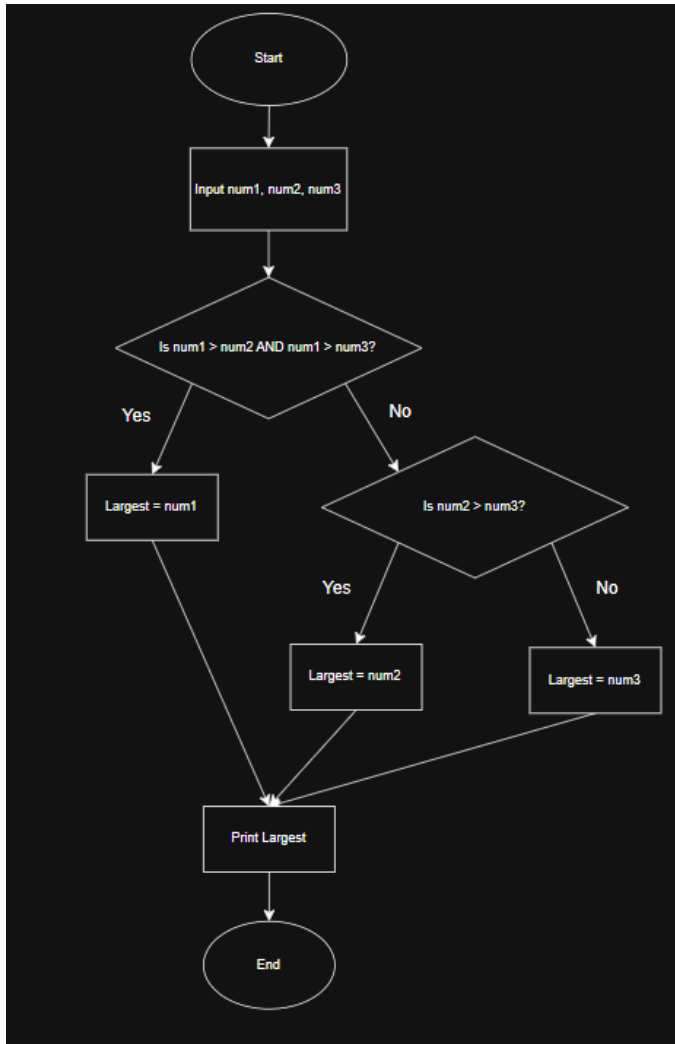 Start
Input num1, num2, num3
Is num1 > num2 AND num1 > num3?
Yes
No
Largest = num1
Is num2 > num3?
Yes
No
Largest = num2
Largest = num3
Print Largest
End